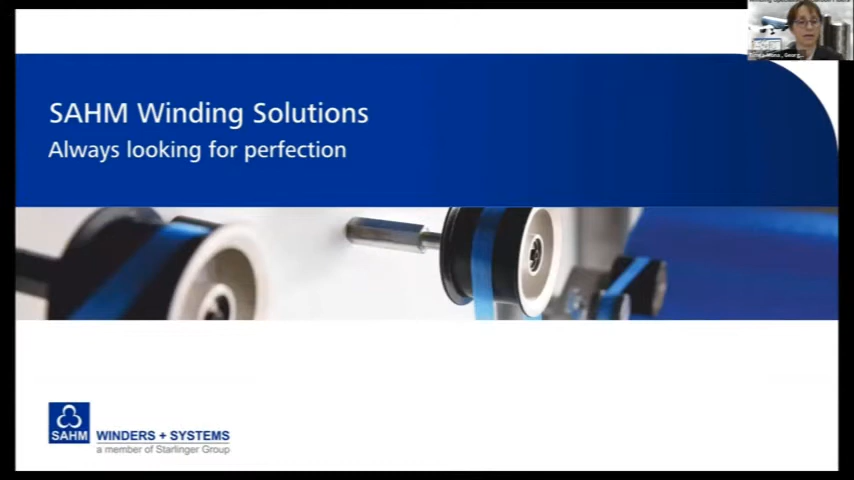 SAHM Winding Solutions
Always looking for perfection
SAHM
WINDERS + SYSTEMS
a member of Starlinger Group